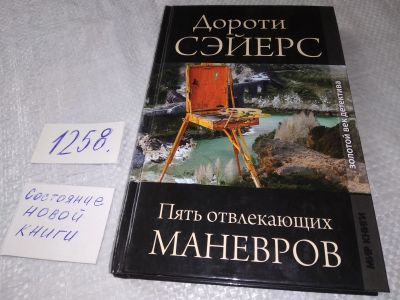 Дороти
СЭЙЕРС
1258.
золотой век детектива
Состояние
новой
книги
Пять отвлекающих
МАНЕВРОВ
МИР КНИГИ